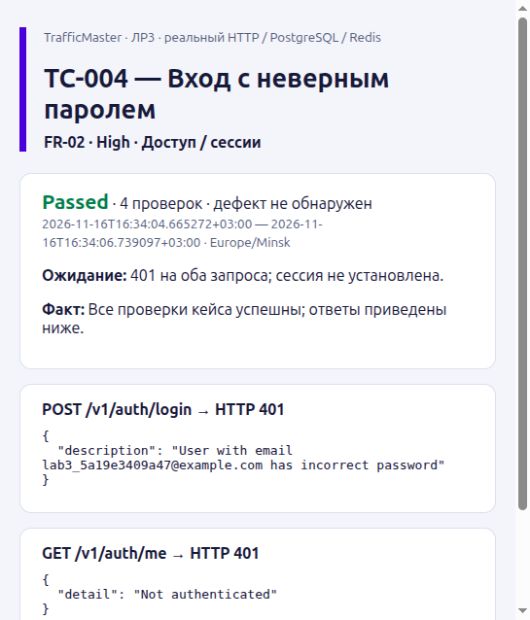 TrafficMaster · ЛР3 · реальный HTTP / PostgreSQL / Redis
TC-004 — Вход с неверным
паролем
FR-02 · High · Доступ / сессии
Passed · 4 проверок · дефект не обнаружен
2026-11-16T16:34:04.665272+03:00 — 2026-11-
16T16:34:06.739097+03:00 · Europe/Minsk
Ожидание: 401 на оба запроса; сессия не установлена.
Факт: Все проверки кейса успешны; ответы приведены
ниже.
POST /v1/auth/login → HTTP 401
{
"description": "User with email
lab3_5a19e3409a47@example.com has incorrect password"
}
GET /v1/auth/me → HTTP 401
{
"detail": "Not authenticated"
}